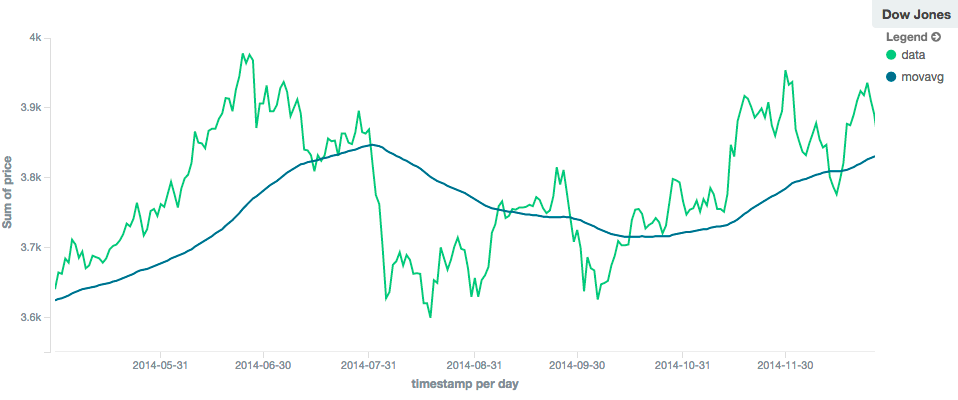 Dow Jones
Legend
data
movavg
4k
3.9k
3.8k
3.7k
3.6k
Sum of price
2014-05-31 2014-06-30 2014-07-31 2014-08-31 2014-09-30 2014-10-31 2014-11-30
timestamp per day